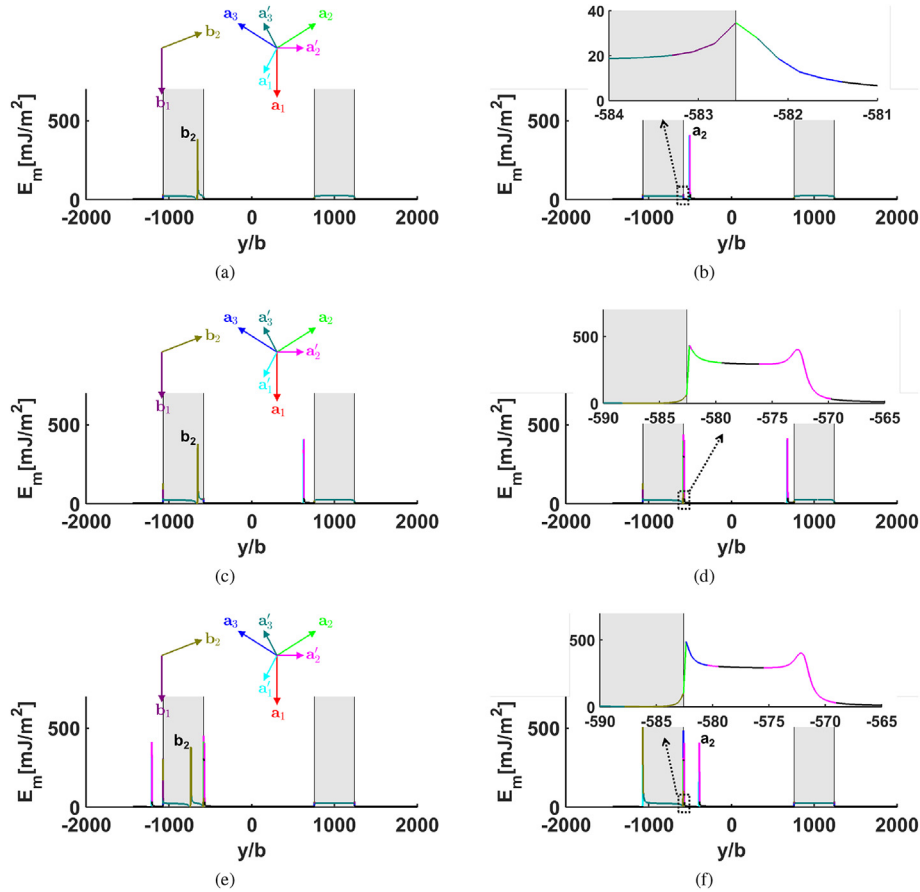 a₃ a′₃ a₂
b₂ a′₂
a′₁
b₁ a₁
b₂
500
0
Eₘ[mJ/m²]
-2000 -1000 0 1000 2000
y/b
(a)
40
20
0
-584 -583 -582 -581
a₂
500
0
Eₘ[mJ/m²]
-2000 -1000 0 1000 2000
y/b
(b)
a₃ a′₃ a₂
b₂ a′₂
a′₁
b₁ a₁
b₂
500
0
Eₘ[mJ/m²]
-2000 -1000 0 1000 2000
y/b
(c)
500
0
-590 -585 -580 -575 -570 -565
500
0
Eₘ[mJ/m²]
-2000 -1000 0 1000 2000
y/b
(d)
a₃ a′₃ a₂
b₂ a′₂
a′₁
b₁ a₁
b₂
500
0
Eₘ[mJ/m²]
-2000 -1000 0 1000 2000
y/b
(e)
500
0
-590 -585 -580 -575 -570 -565
a₂
500
0
Eₘ[mJ/m²]
-2000 -1000 0 1000 2000
y/b
(f)